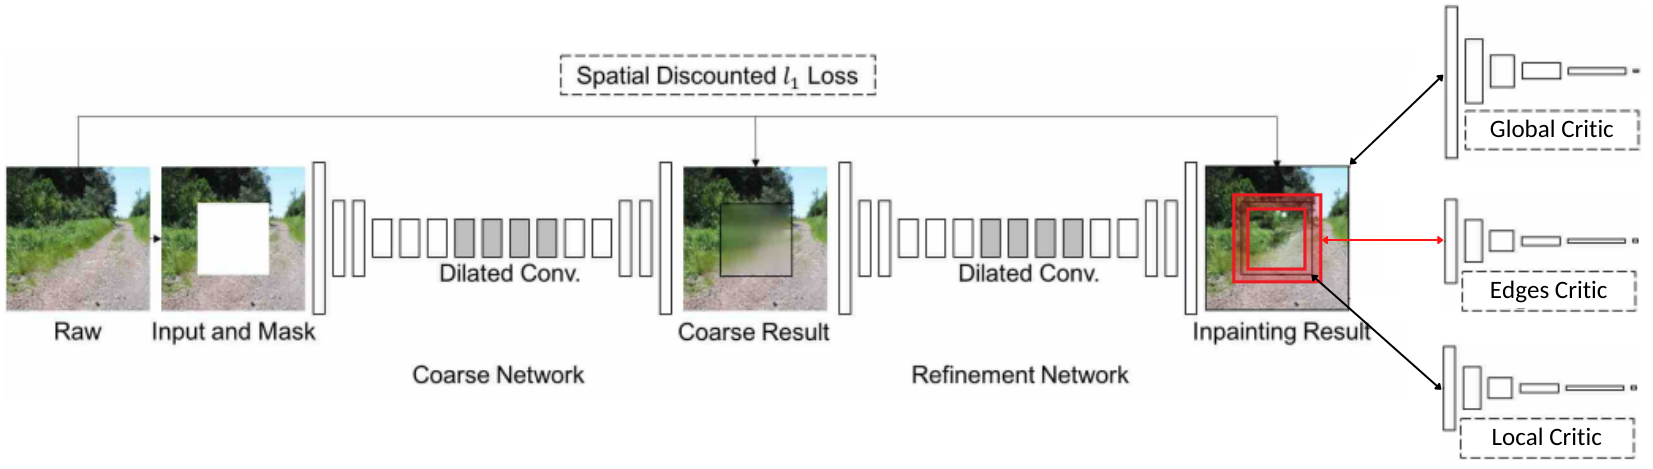 Spatial Discounted l₁ Loss
Global Critic
Dilated Conv.
Dilated Conv.
Edges Critic
Raw
Input and Mask
Coarse Result
Inpainting Result
Coarse Network
Refinement Network
Local Critic